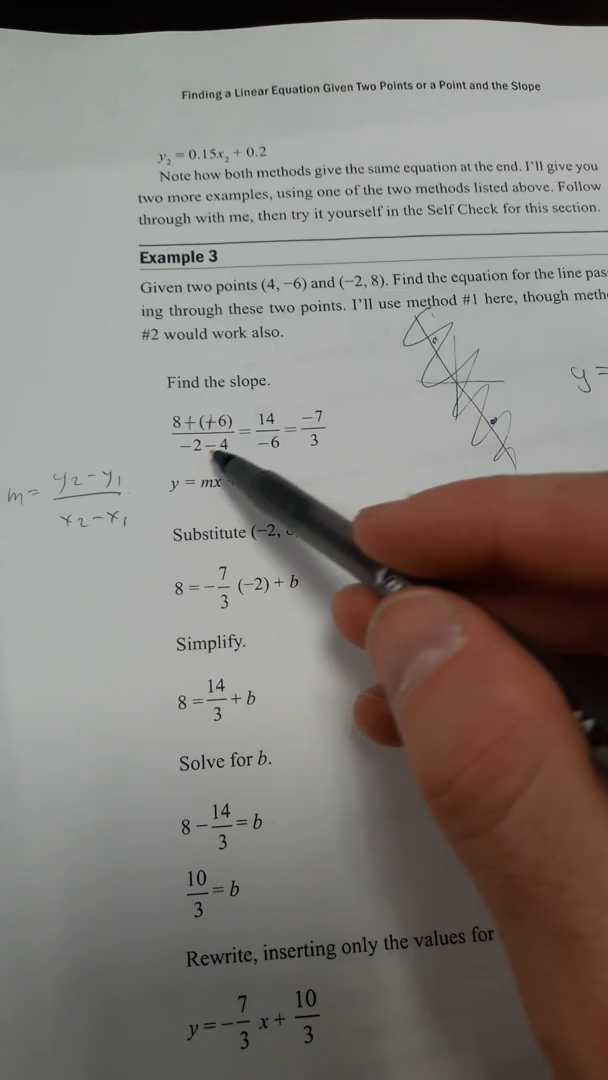 Finding a Linear Equation Given Two Points or a Point and the Slope
y₂ = 0.15x₂ + 0.2
Note how both methods give the same equation at the end. I'll give you
two more examples, using one of the two methods listed above. Follow
through with me, then try it yourself in the Self Check for this section.
Example 3
Given two points (4, −6) and (−2, 8). Find the equation for the line pas
ing through these two points. I'll use method #1 here, though meth
#2 would work also.
Find the slope.
8+(+6)/−2−4 = 14/−6 = −7/3
y =
m = y₂−y₁/x₂−x₁
y = mx
Substitute (−2,
8 = −7/3 (−2) + b
Simplify.
8 = 14/3 + b
Solve for b.
8 − 14/3 = b
10/3 = b
Rewrite, inserting only the values for
y = −7/3 x + 10/3